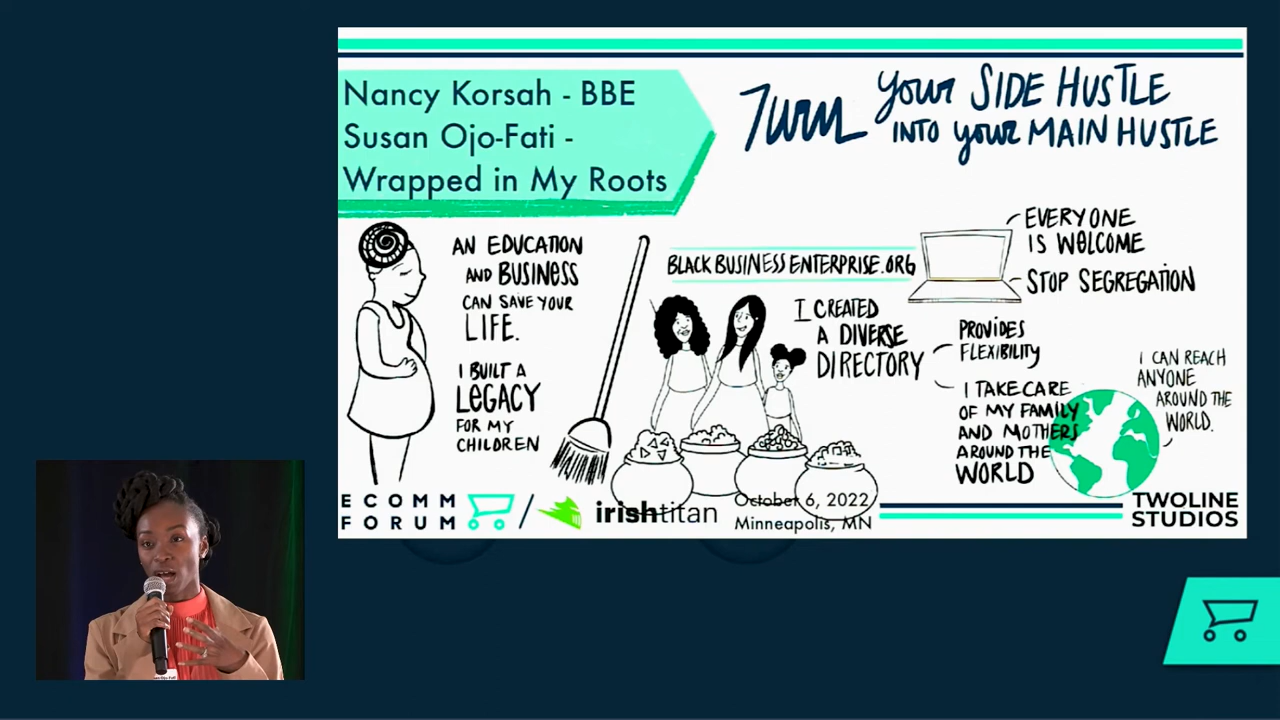 Nancy Korsah - BBE
Susan Ojo-Fati -
Wrapped in My Roots
Turn your SIDE HUSTLE
INTO your MAIN HUSTLE
AN EDUCATION
AND BUSINESS
CAN SAVE YOUR
LIFE.
I BUILT A
LEGACY
FOR MY
CHILDREN
BLACKBUSINESSENTERPRISE.ORG
I CREATED
A DIVERSE
DIRECTORY
EVERYONE
IS WELCOME
STOP SEGREGATION
PROVIDES
FLEXIBILITY
I TAKE CARE
OF MY FAMILY
AND MOTHERS
AROUND THE
WORLD
I CAN REACH
ANYONE
AROUND THE
WORLD.
ECOMM
FORUM
irishtitan
October 6, 2022
Minneapolis, MN
TWOLINE
STUDIOS